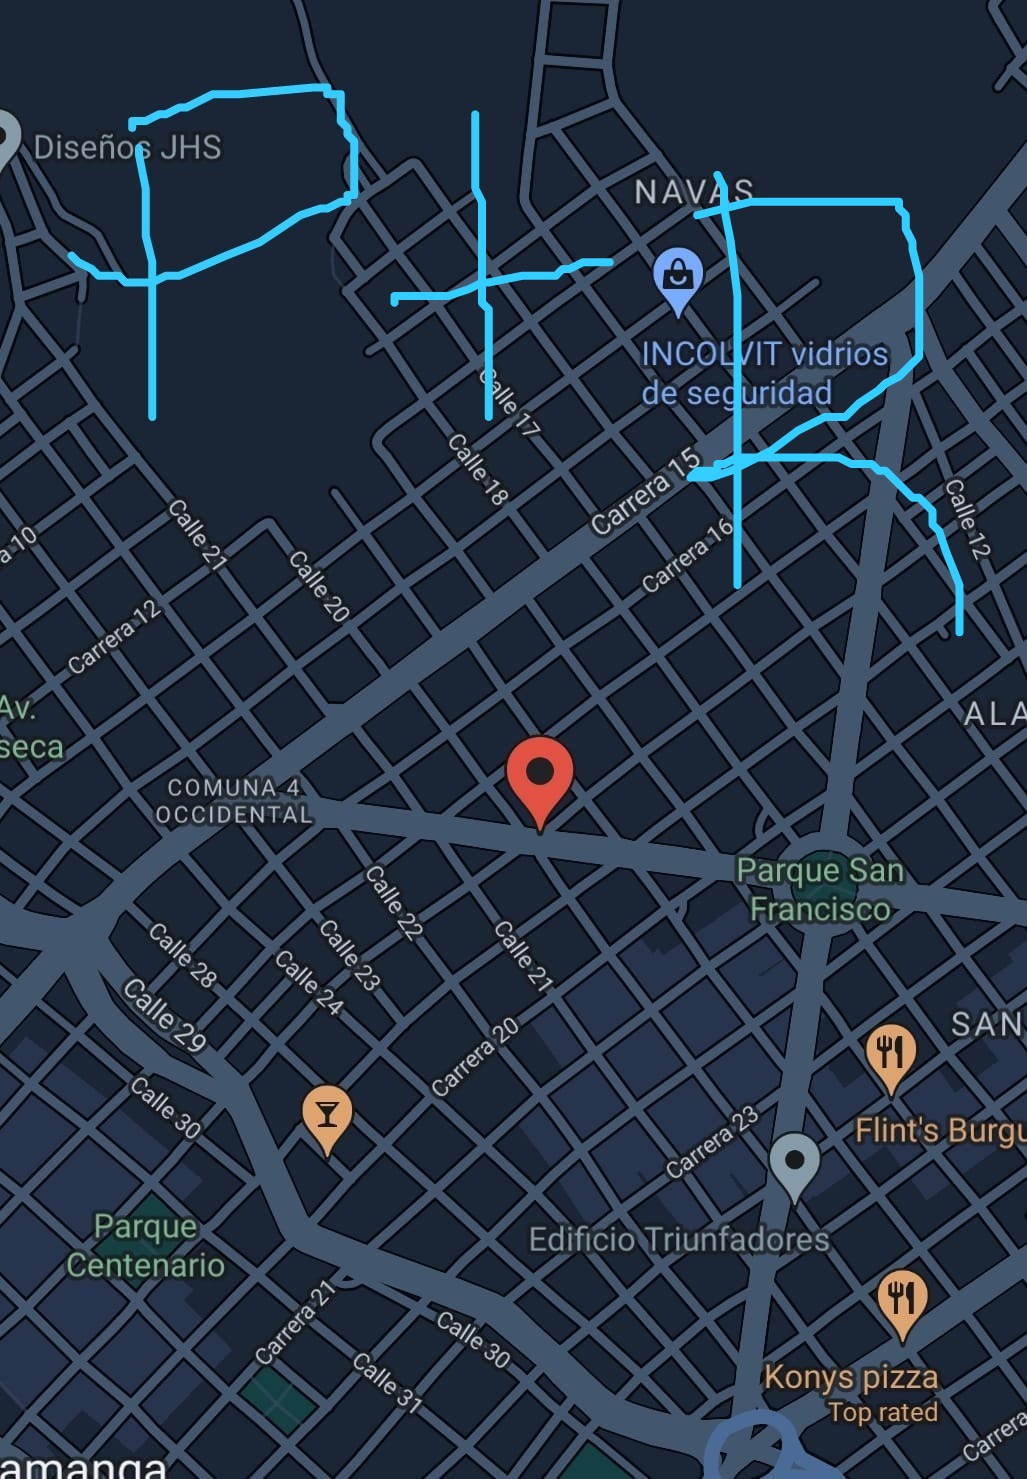 P + R
NAVAS
Diseños JHS
INCOLVIT vidrios
de seguridad
Calle 17
Calle 18
Carrera 15
Carrera 16
Calle 12
a 10
Calle 21
Calle 20
Carrera 12
Av.
seca
ALA
COMUNA 4
OCCIDENTAL
Parque San
Francisco
Calle 22
Calle 21
Calle 23
Calle 28
Calle 24
Calle 29
Carrera 20
SAN
Calle 30
Carrera 23
Flint's Burgu
Parque
Centenario
Edificio Triunfadores
Carrera 21
Calle 30
Calle 31
Konys pizza
Top rated
Carrera
amanga